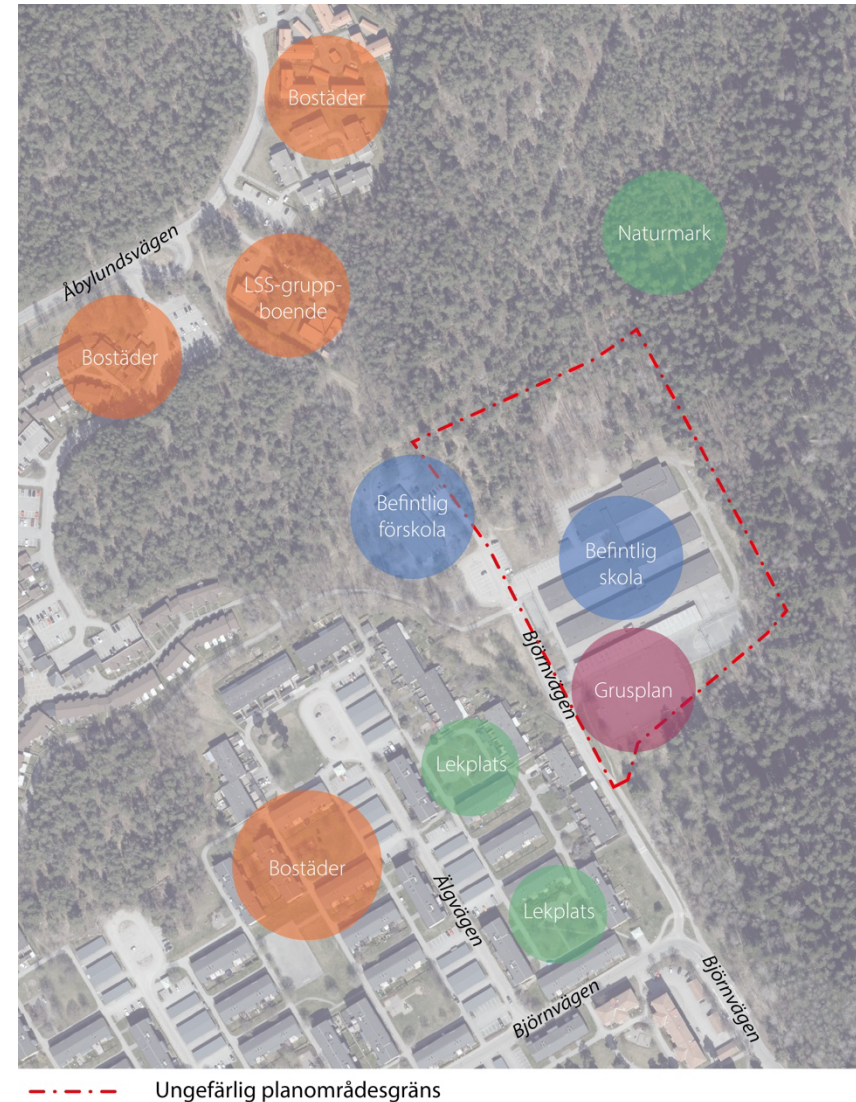 Bostäder
Naturmark
Åbylundsvägen
LSS-grupp-
boende
Bostäder
Befintlig
förskola
Befintlig
skola
Björnvägen
Grusplan
Lekplats
Bostäder
Älgvägen
Lekplats
Björnvägen
Björnvägen
Ungefärlig planområdesgräns